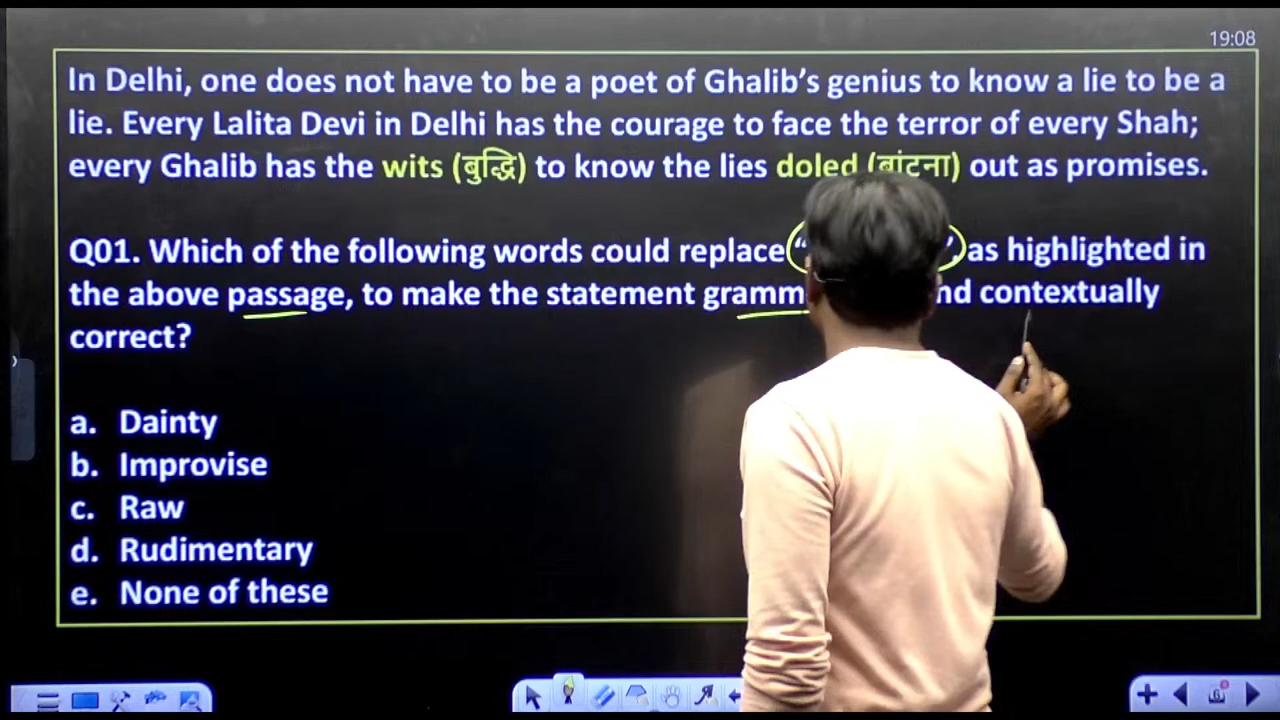 19:08
In Delhi, one does not have to be a poet of Ghalib's genius to know a lie to be a
lie. Every Lalita Devi in Delhi has the courage to face the terror of every Shah;
every Ghalib has the wits (बुद्धि) to know the lies doled (बांटना) out as promises.
Q01. Which of the following words could replace as highlighted in
the above passage, to make the statement contextually
correct?
a. Dainty
b. Improvise
c. Raw
d. Rudimentary
e. None of these